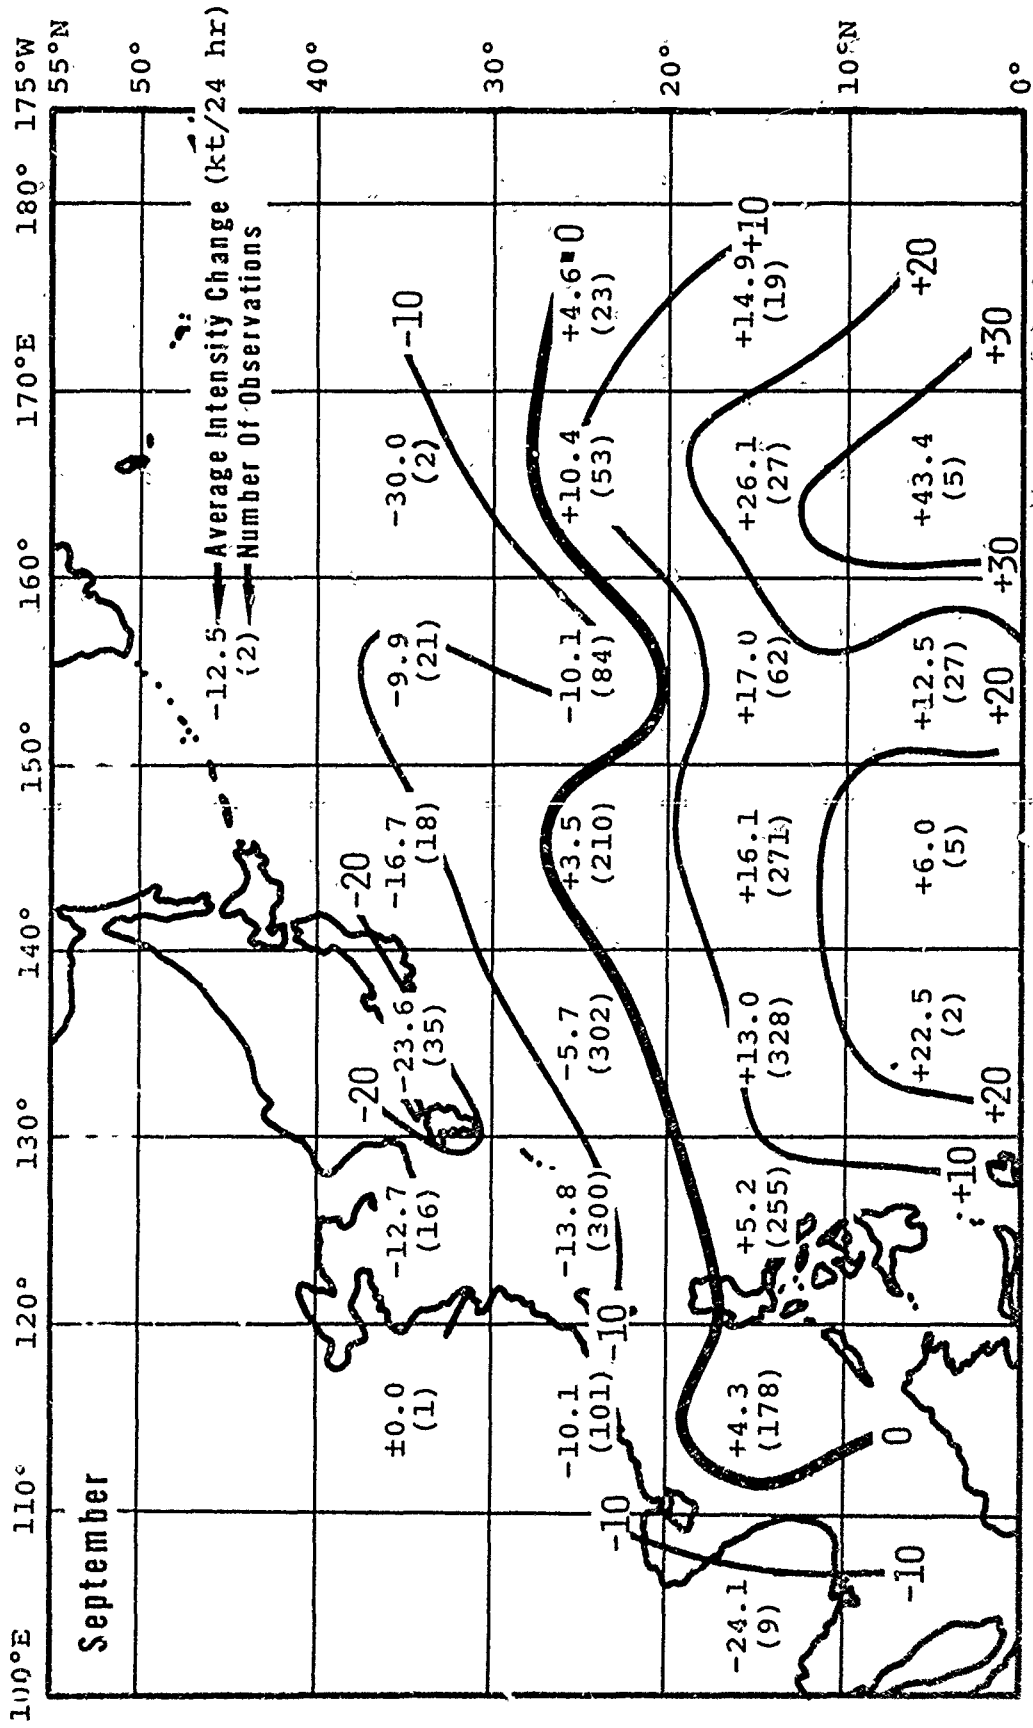 100°E 110° 120° 130° 140° 150° 160° 170°E 180° 175°W
55°N
September
50°
-12.5 Average Intensity Change (kt/24 hr)
(2) Number Of Observations
40°
-20 -20
±0.0 -12.7 -23.6 -16.7 -9.9 -30.0 -10
(1) (16) (35) (18) (21) (2)
30°
-10.1 -13.8 -5.7 +3.5 -10.1 +10.4 +4.6 0
(101) (300) (302) (210) (84) (53) (23)
-10 -10
20°
-24.1 +4.3 +5.2 +13.0 +16.1 +17.0 +26.1 +14.9 +10
(9) (178) (255) (328) (271) (62) (27) (19)
10°N
-10 0 +20
+22.5 +6.0 +12.5 +43.4
(2) (5) (27) (5)
+10 +20 +20 +30 +30
0°